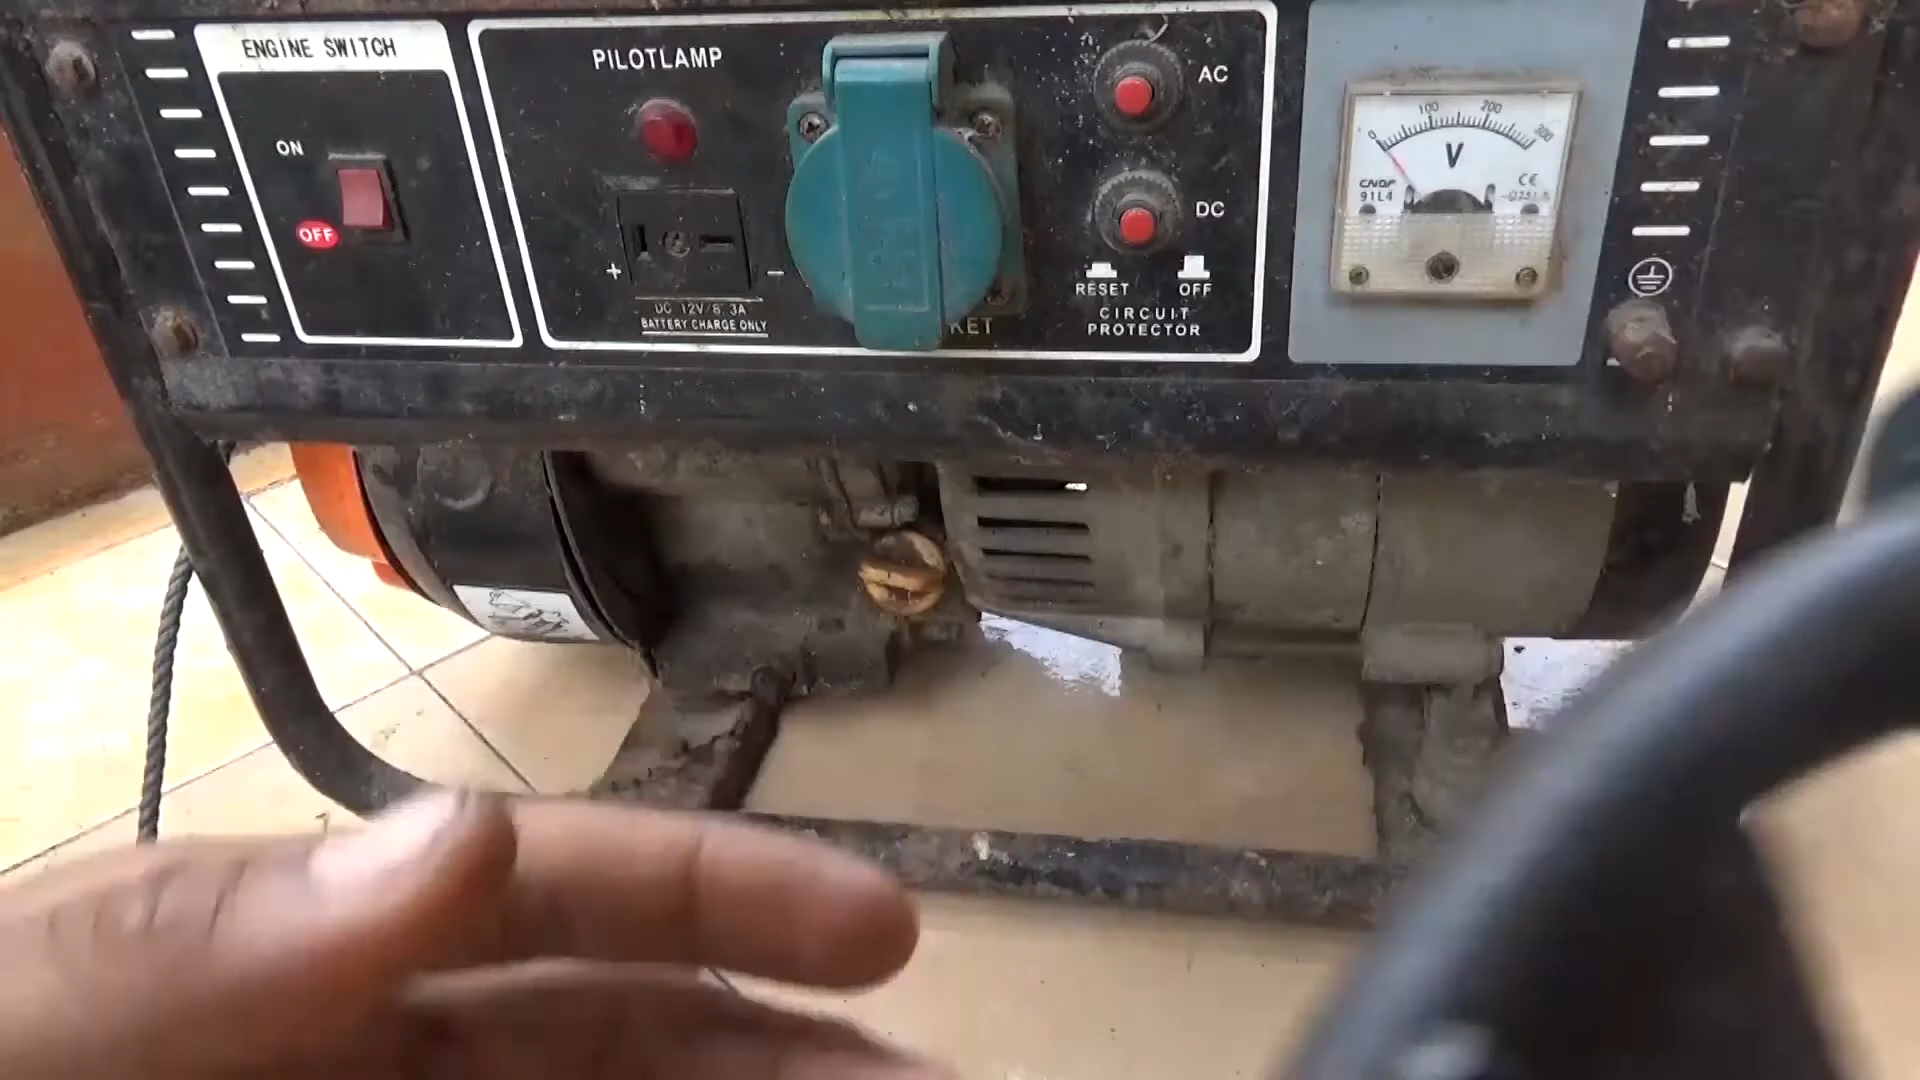 ENGINE SWITCH
ON
OFF
PILOTLAMP
+
−
DC 12V/8.3A
BATTERY CHARGE ONLY
KET
AC
DC
RESET
OFF
CIRCUIT
PROTECTOR
0 100 200 300
V
91L4
CE